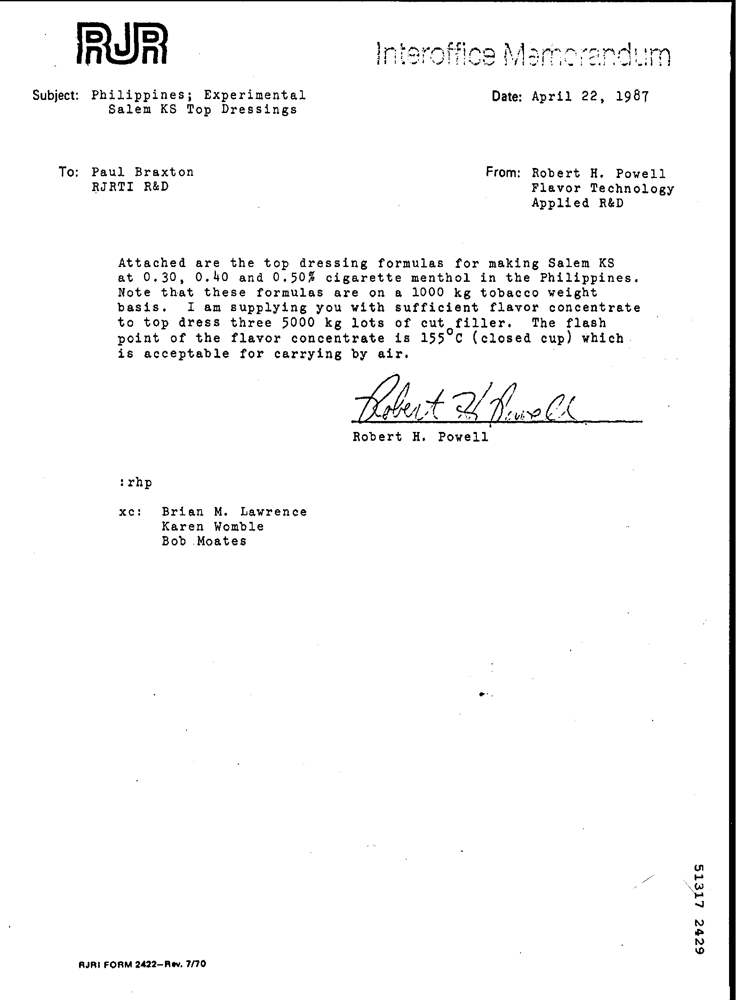 RJR
Interoffice Memorandum
Subject: Philippines; Experimental
Salem KS Top Dressings
Date: April 22, 1987
To: Paul Braxton
RJRTI R&D
From: Robert H. Powell
Flavor Technology
Applied R&D
Attached are the top dressing formulas for making Salem KS
at 0.30, 0.40 and 0.50% cigarette menthol in the Philippines.
Note that these formulas are on a 1000 kg tobacco weight
basis. I am supplying you with sufficient flavor concentrate
to top dress three 5000 kg lots of cut filler. The flash
point of the flavor concentrate is 155°C (closed cup) which
is acceptable for carrying by air.
Robert H Powell
Robert H. Powell
:rhp
xc: Brian M. Lawrence
Karen Womble
Bob Moates
51317 2429
RJRI FORM 2422—Rev. 7/70